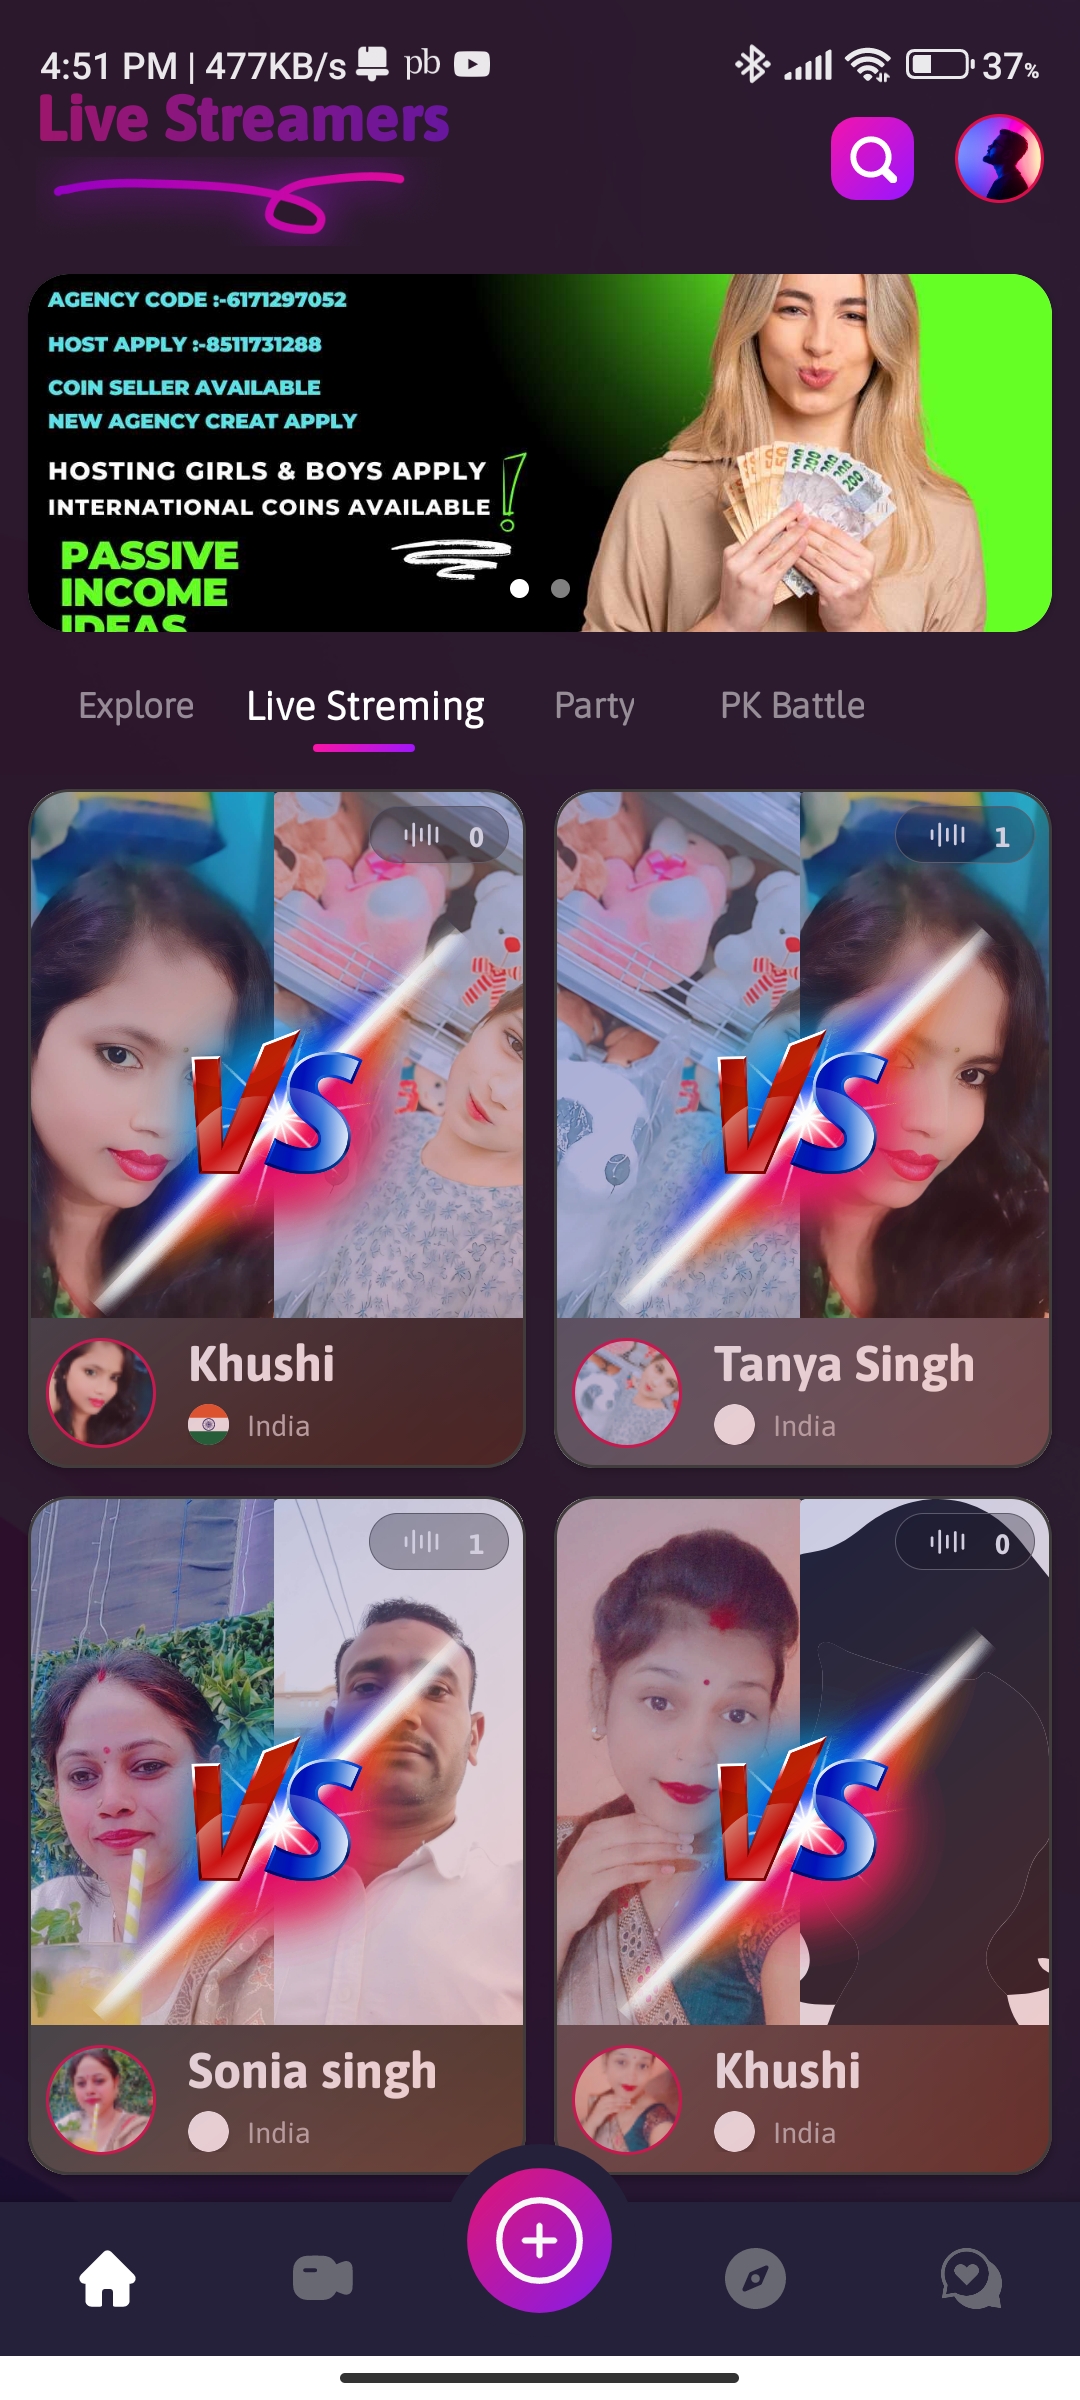 4:51 PM | 477KB/s pb 37%
Live Streamers
AGENCY CODE :-6171297052
HOST APPLY :-8511731288
COIN SELLER AVAILABLE
NEW AGENCY CREAT APPLY
HOSTING GIRLS & BOYS APPLY
INTERNATIONAL COINS AVAILABLE !
PASSIVE
INCOME
IDEAS
Explore Live Streming Party PK Battle
0
1
VS
VS
Khushi
India
Tanya Singh
India
1
0
VS
VS
Sonia singh
India
Khushi
India